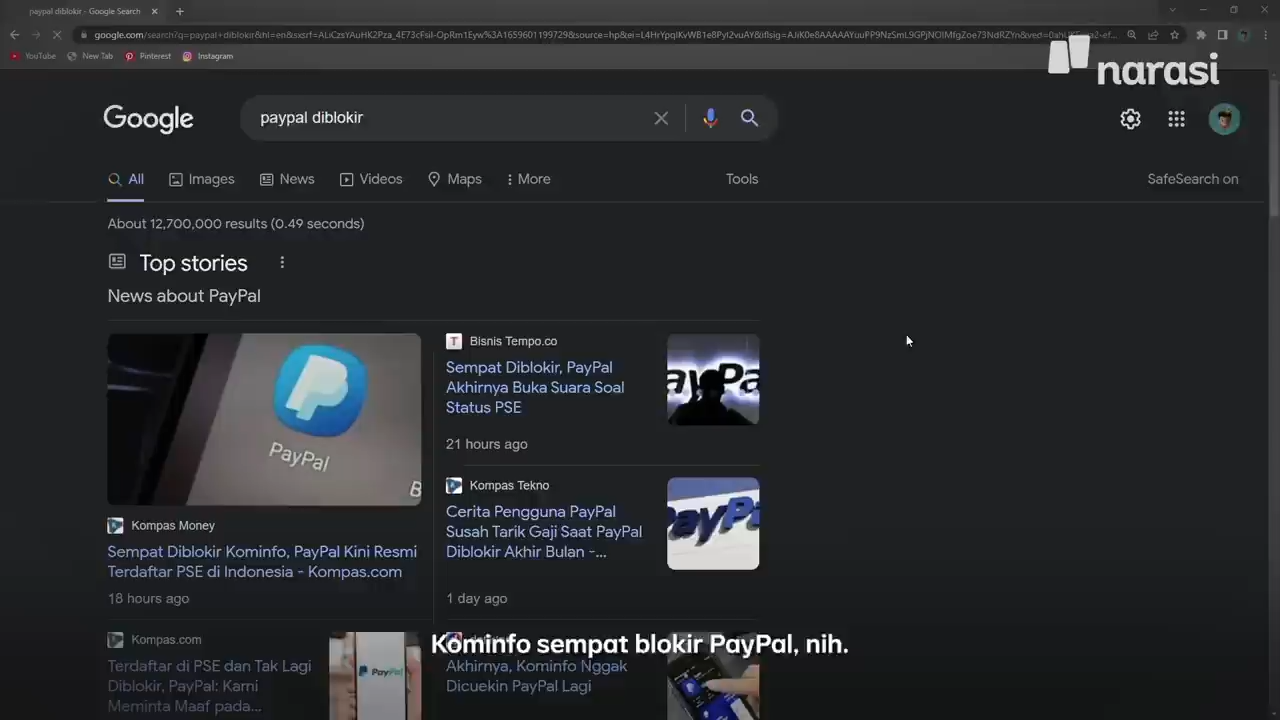 paypal diblokir - Google Search
YouTube
New Tab
Pinterest
Instagram
narasi
Google
paypal diblokir
All
Images
News
Videos
Maps
More
Tools
SafeSearch on
About 12,700,000 results (0.49 seconds)
Top stories
News about PayPal
PayPal
Kompas Money
Sempat Diblokir Kominfo, PayPal Kini Resmi
Terdaftar PSE di Indonesia - Kompas.com
18 hours ago
Bisnis Tempo.co
Sempat Diblokir, PayPal
Akhirnya Buka Suara Soal
Status PSE
21 hours ago
Kompas Tekno
Cerita Pengguna PayPal
Susah Tarik Gaji Saat PayPal
Diblokir Akhir Bulan -...
1 day ago
Kompas.com
Terdaftar di PSE dan Tak Lagi
Diblokir, PayPal: Kami
Meminta Maaf pada...
PayPal
Akhirnya, Kominfo Nggak
Dicuekin PayPal Lagi
Kominfo sempat blokir PayPal, nih.